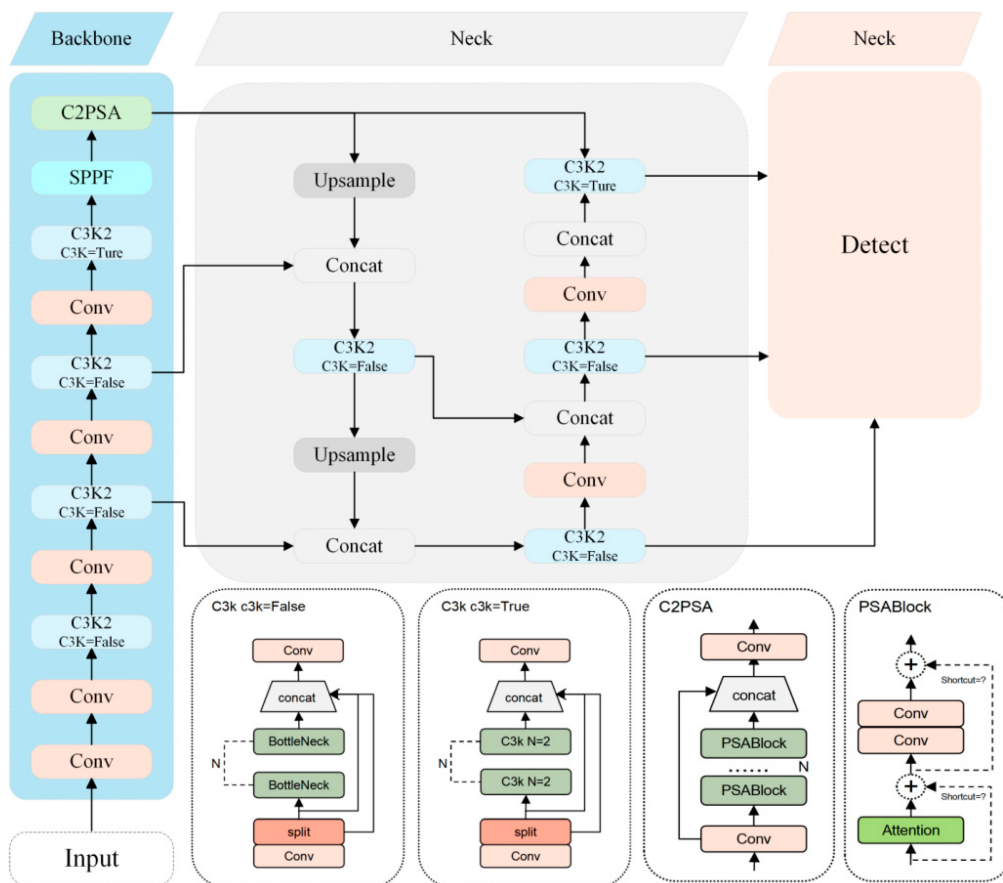 Backbone
Neck
Neck
C2PSA
SPPF
C3K2
C3K=Ture
Conv
C3K2
C3K=False
Conv
C3K2
C3K=False
Conv
C3K2
C3K=False
Conv
Conv
Input
Upsample
Concat
C3K2
C3K=False
Upsample
Concat
C3K2
C3K=Ture
Concat
Conv
C3K2
C3K=False
Concat
Conv
C3K2
C3K=False
Detect
C3k c3k=False
Conv
concat
BottleNeck
N
BottleNeck
split
Conv
C3k c3k=True
Conv
concat
C3k N=2
N
C3k N=2
split
Conv
C2PSA
Conv
concat
PSABlock
...... N
PSABlock
Conv
PSABlock
+
Shortcut=?
Conv
Conv
+
Shortcut=?
Attention